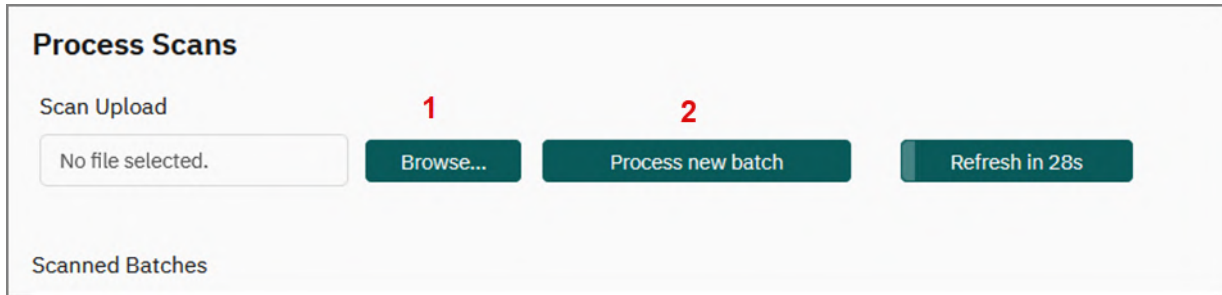 Process Scans
Scan Upload
1
2
No file selected.
Browse...
Process new batch
Refresh in 28s
Scanned Batches